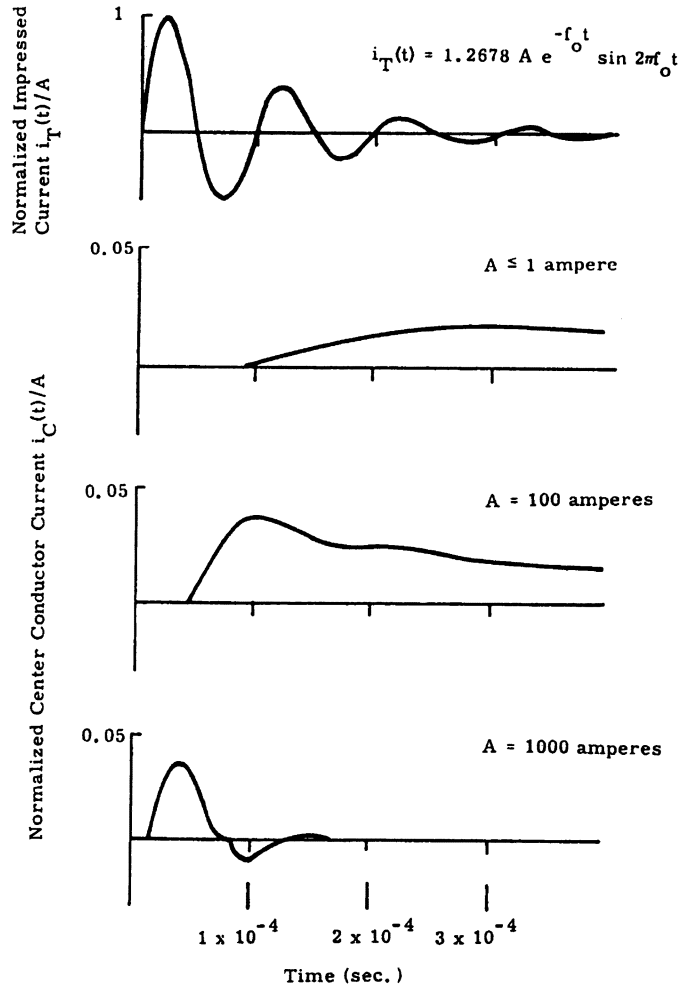 Normalized Impressed
Current i_T(t)/A
1
i_T(t) = 1.2678 A e^{-f_o t} sin 2πf_o t
Normalized Center Conductor Current i_C(t)/A
0.05
A ≤ 1 ampere
0.05
A = 100 amperes
0.05
A = 1000 amperes
1 x 10^{-4}
2 x 10^{-4}
3 x 10^{-4}
Time (sec.)